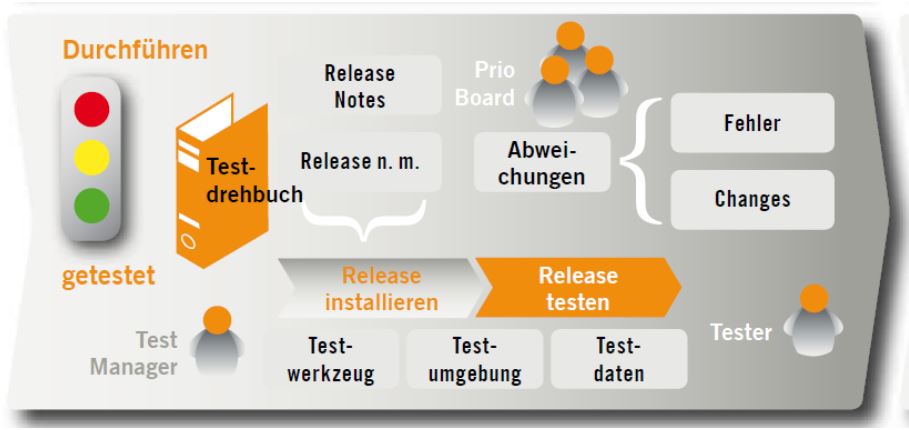 Durchführen
Release
Notes
Prio
Board
Fehler
Test-
drehbuch
Release n. m.
Abwei-
chungen
Changes
getestet
Release
installieren
Release
testen
Test
Manager
Test-
werkzeug
Test-
umgebung
Test-
daten
Tester